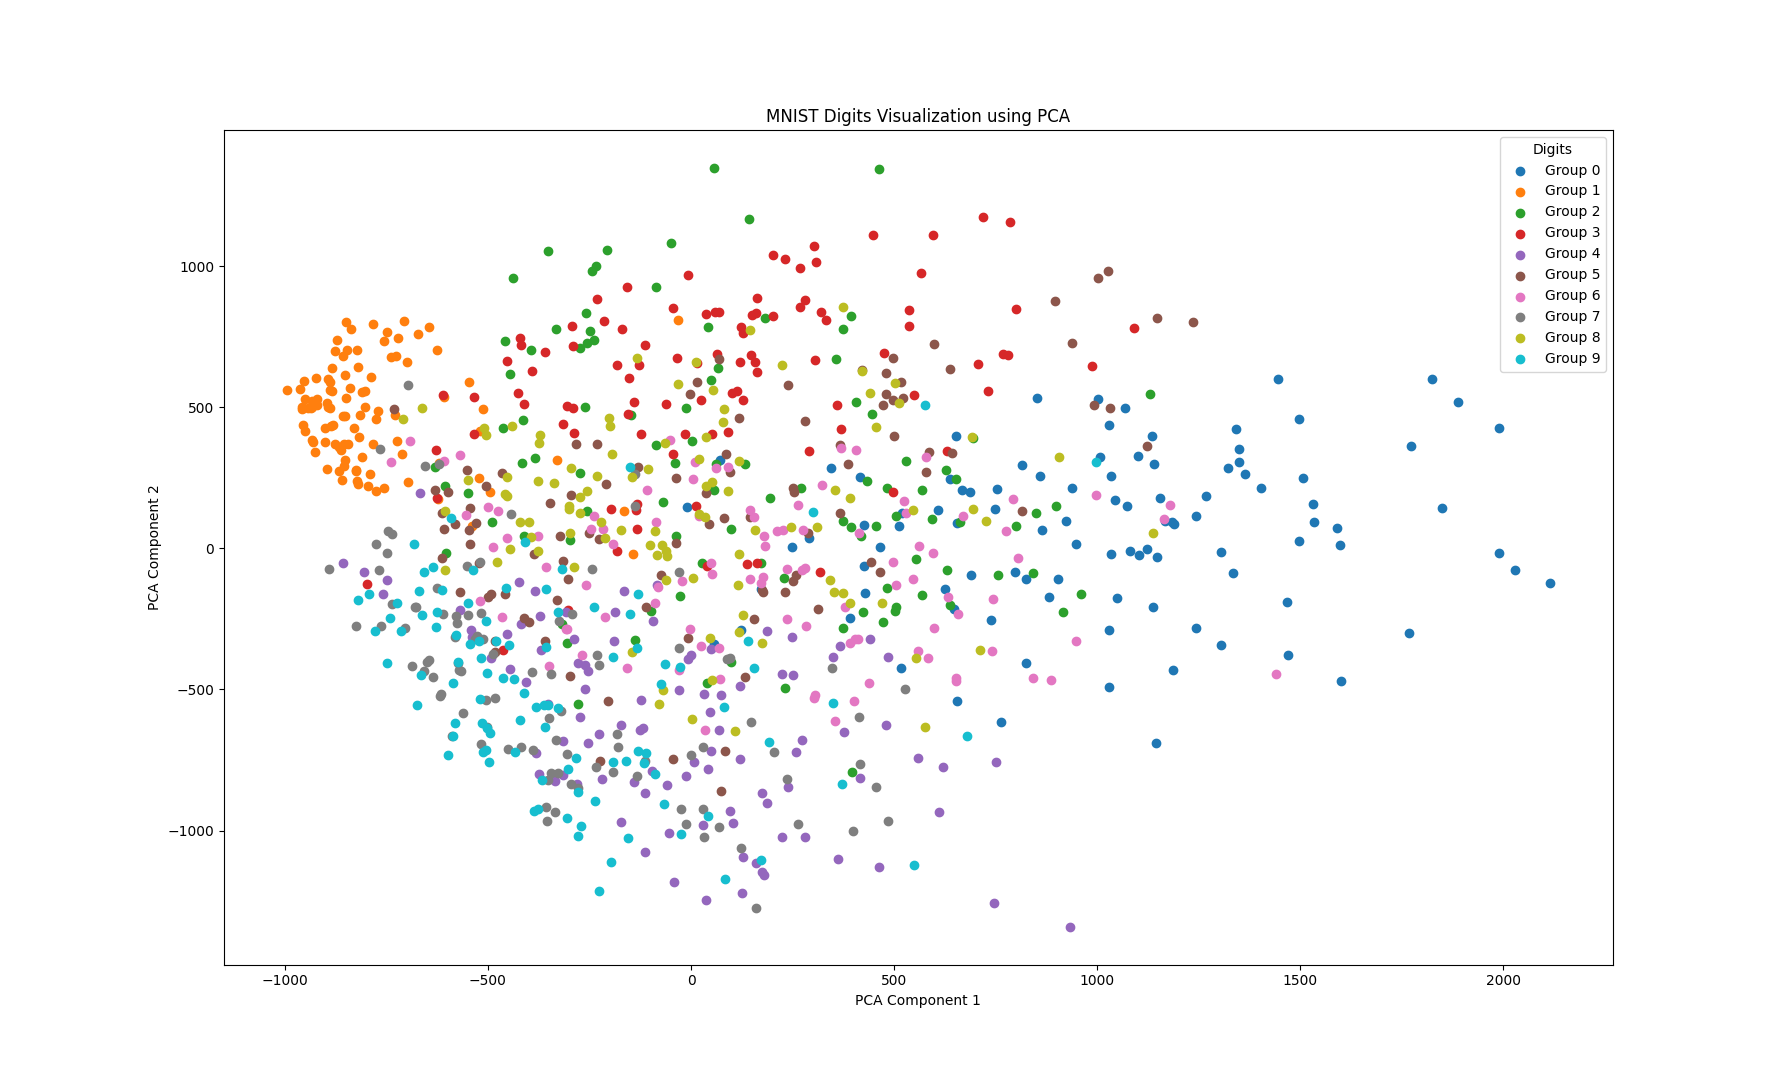 MNIST Digits Visualization using PCA
Digits
Group 0
Group 1
Group 2
Group 3
Group 4
Group 5
Group 6
Group 7
Group 8
Group 9
1000
500
0
−500
−1000
PCA Component 2
−1000 −500 0 500 1000 1500 2000
PCA Component 1